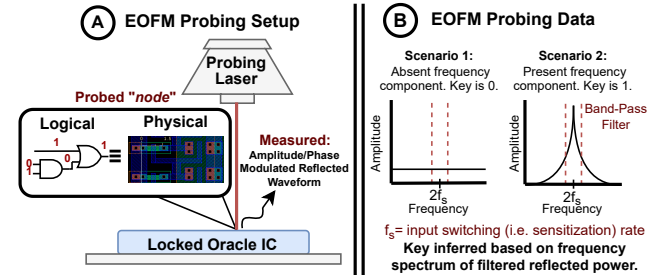 A EOFM Probing Setup
Probing
Laser
Probed "node"
Logical
Physical
1
1
0
0
1
Measured:
Amplitude/Phase
Modulated Reflected
Waveform
Locked Oracle IC
B EOFM Probing Data
Scenario 1:
Absent frequency
component. Key is 0.
Amplitude
2fs
Frequency
Scenario 2:
Present frequency
component. Key is 1.
Band-Pass
Filter
Amplitude
2fs
Frequency
fs= input switching (i.e. sensitization) rate
Key inferred based on frequency
spectrum of filtered reflected power.